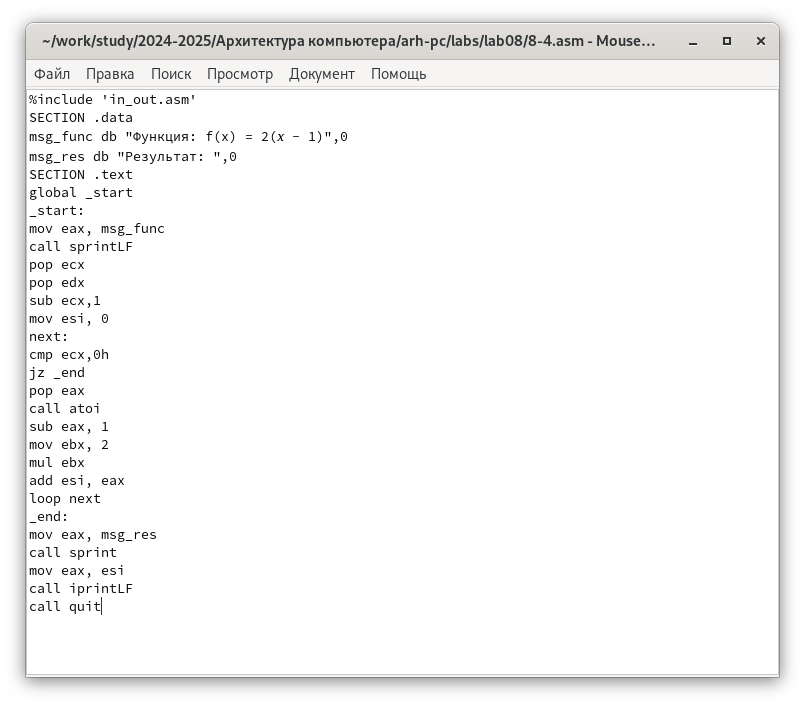 ~/work/study/2024-2025/Архитектура компьютера/arh-pc/labs/lab08/8-4.asm - Mouse...
Файл Правка Поиск Просмотр Документ Помощь
%include 'in_out.asm'
SECTION .data
msg_func db "Функция: f(x) = 2(𝑥 − 1)",0
msg_res db "Результат: ",0
SECTION .text
global _start
_start:
mov eax, msg_func
call sprintLF
pop ecx
pop edx
sub ecx,1
mov esi, 0
next:
cmp ecx,0h
jz _end
pop eax
call atoi
sub eax, 1
mov ebx, 2
mul ebx
add esi, eax
loop next
_end:
mov eax, msg_res
call sprint
mov eax, esi
call iprintLF
call quit